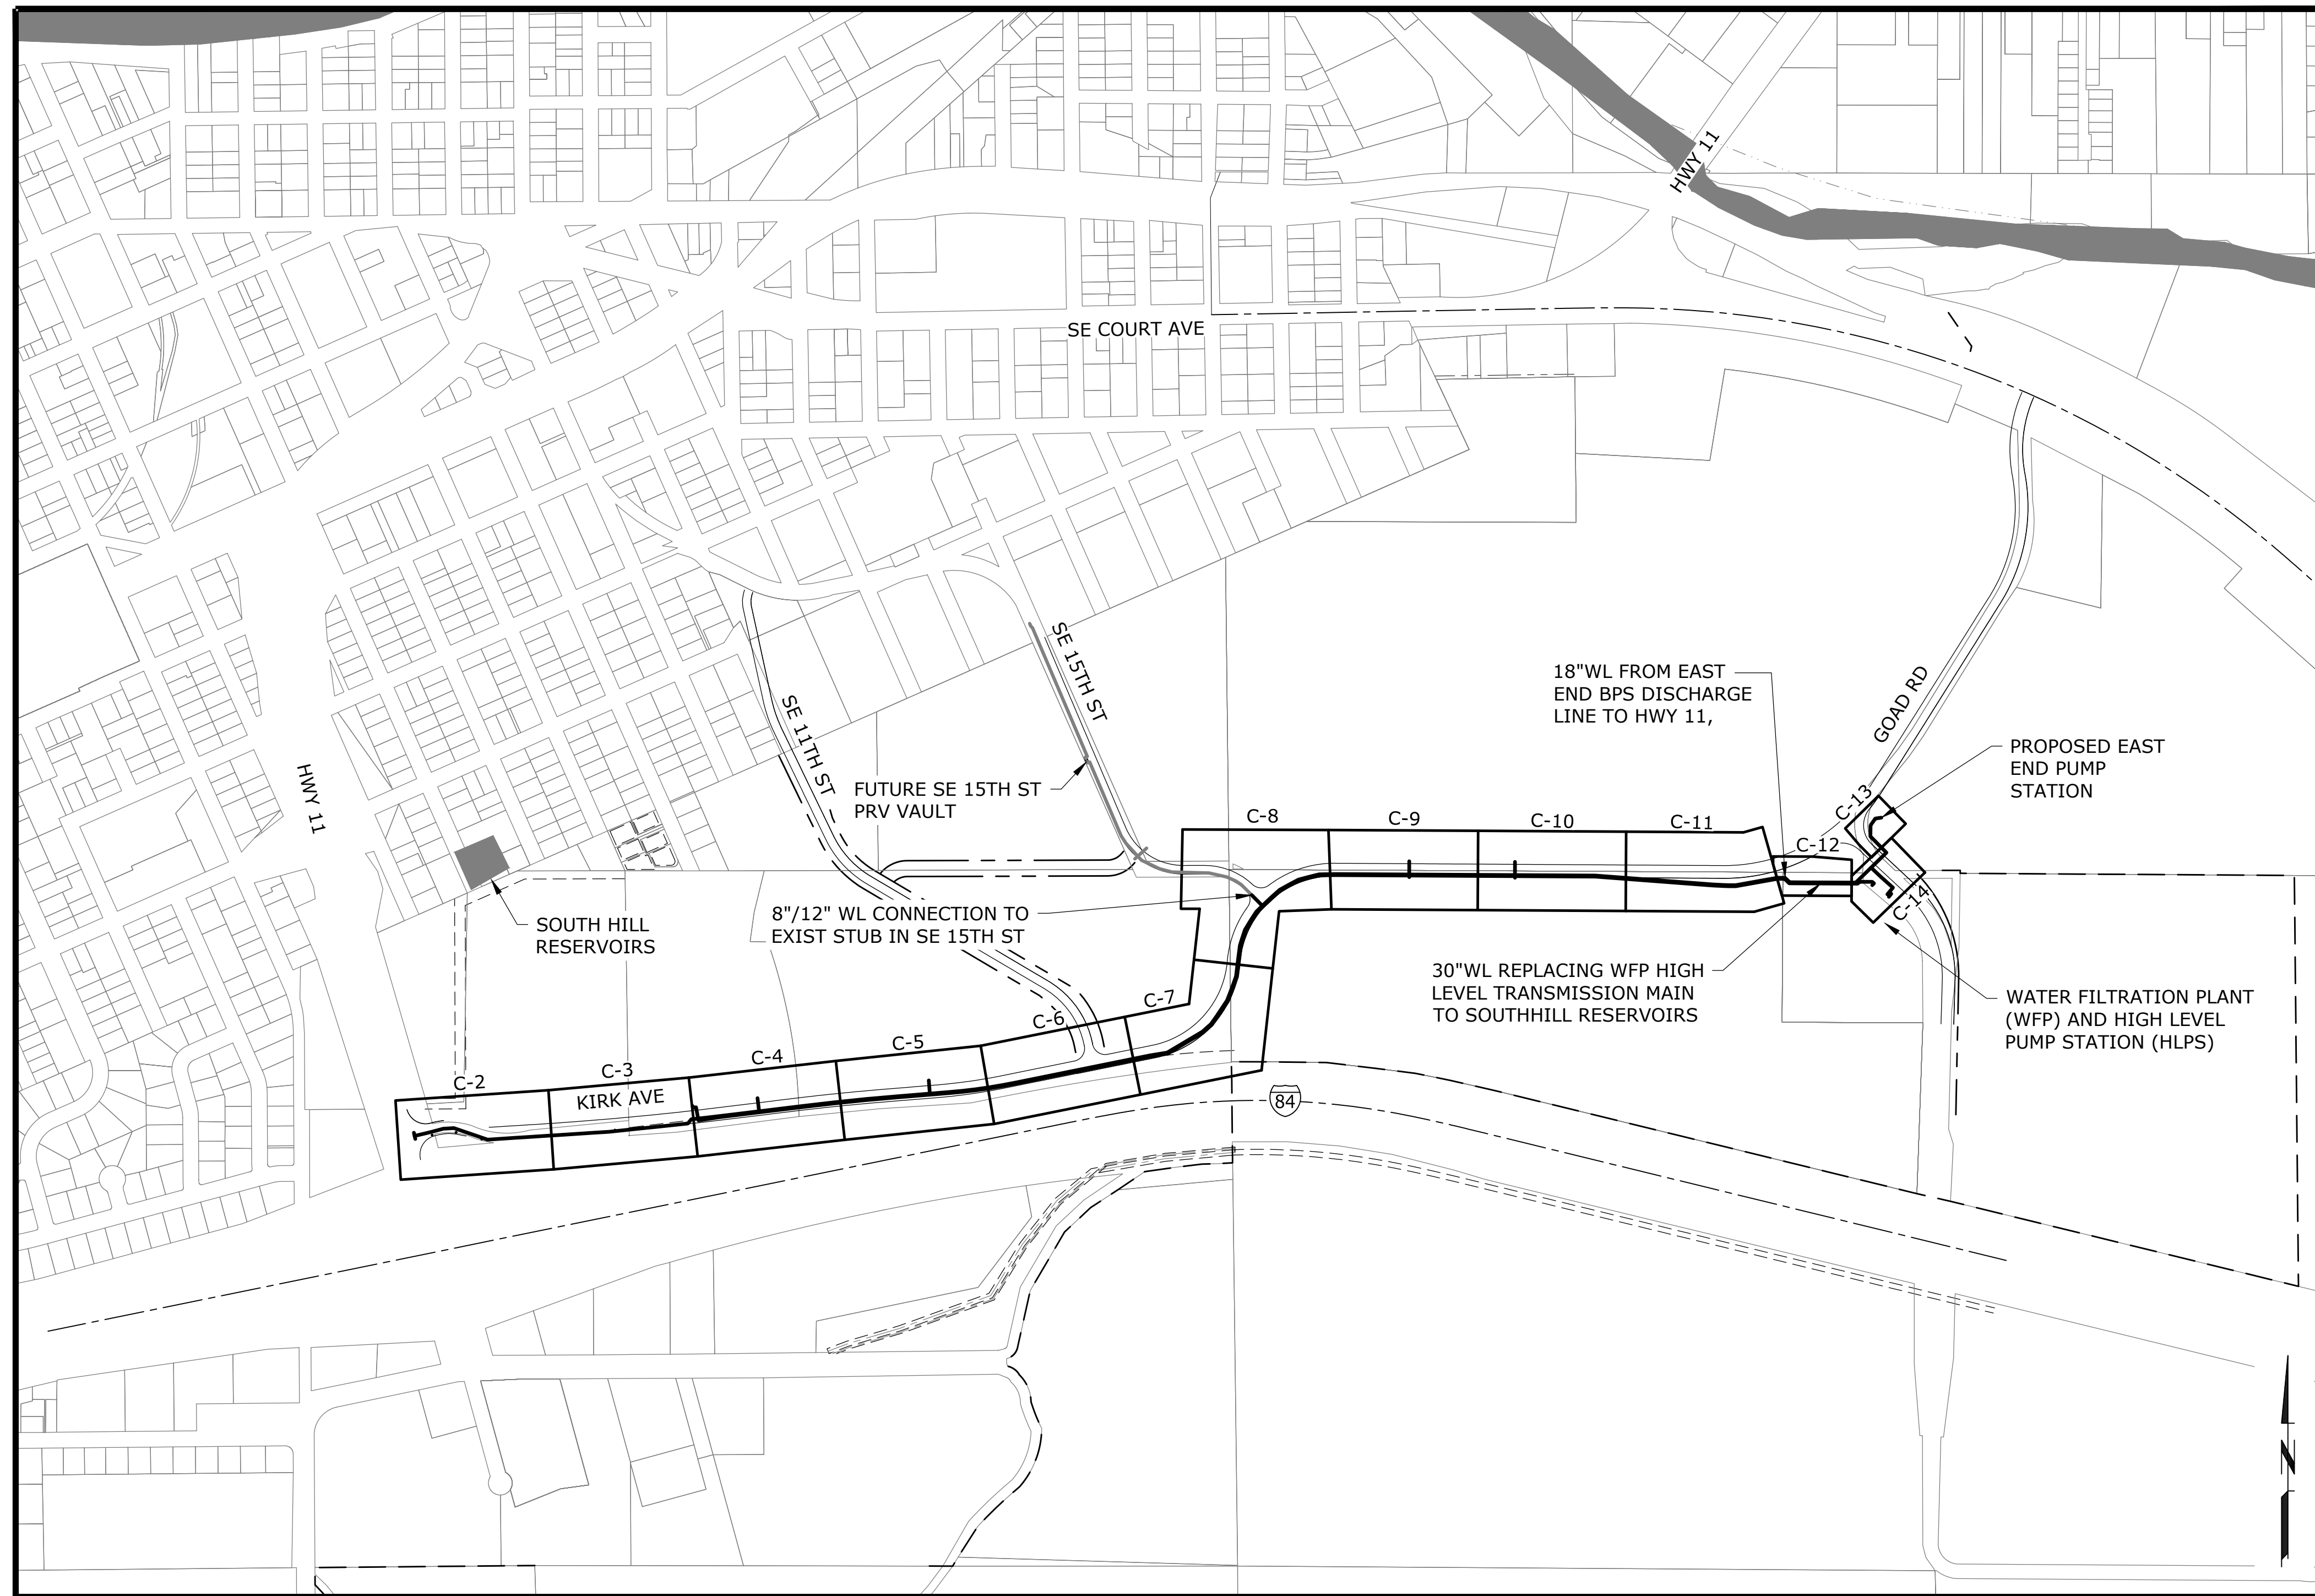 HWY 11
SE COURT AVE
SE 15TH ST
18"WL FROM EAST
END BPS DISCHARGE
LINE TO HWY 11,
GOAD RD
SE 11TH ST
PROPOSED EAST
END PUMP
STATION
HWY 11
FUTURE SE 15TH ST
PRV VAULT
C-8
C-9
C-10
C-11
C-12
C-13
C-14
SOUTH HILL
RESERVOIRS
8"/12" WL CONNECTION TO
EXIST STUB IN SE 15TH ST
30"WL REPLACING WFP HIGH
LEVEL TRANSMISSION MAIN
TO SOUTHHILL RESERVOIRS
WATER FILTRATION PLANT
(WFP) AND HIGH LEVEL
PUMP STATION (HLPS)
C-2
C-3
C-4
C-5
C-6
C-7
KIRK AVE
84
N